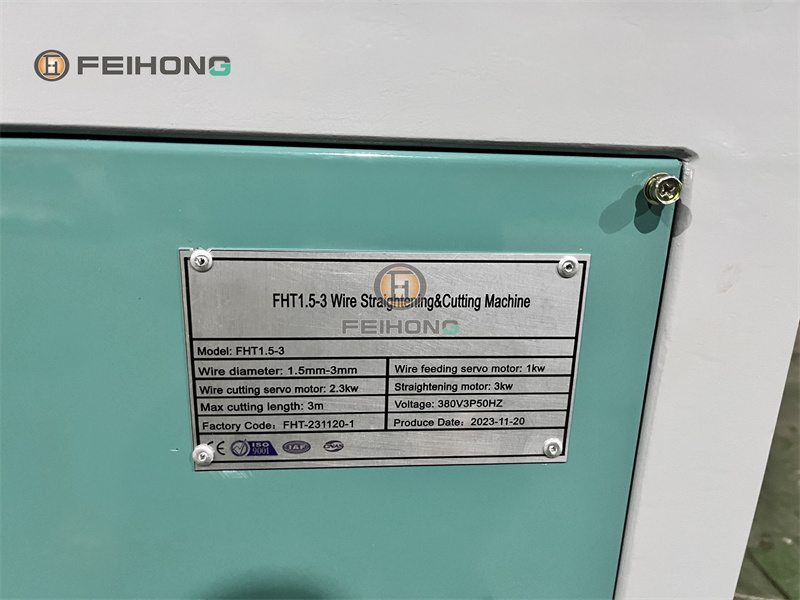 FEIHONG
FHT1.5-3 Wire Straightening&Cutting Machine
FEIHONG
Model: FHT1.5-3
Wire diameter: 1.5mm-3mm
Wire feeding servo motor: 1kw
Wire cutting servo motor: 2.3kw
Straightening motor: 3kw
Max cutting length: 3m
Voltage: 380V3P50HZ
Factory Code: FHT-231120-1
Produce Date: 2023-11-20
CE
ISO
9001
IAF
CNAS